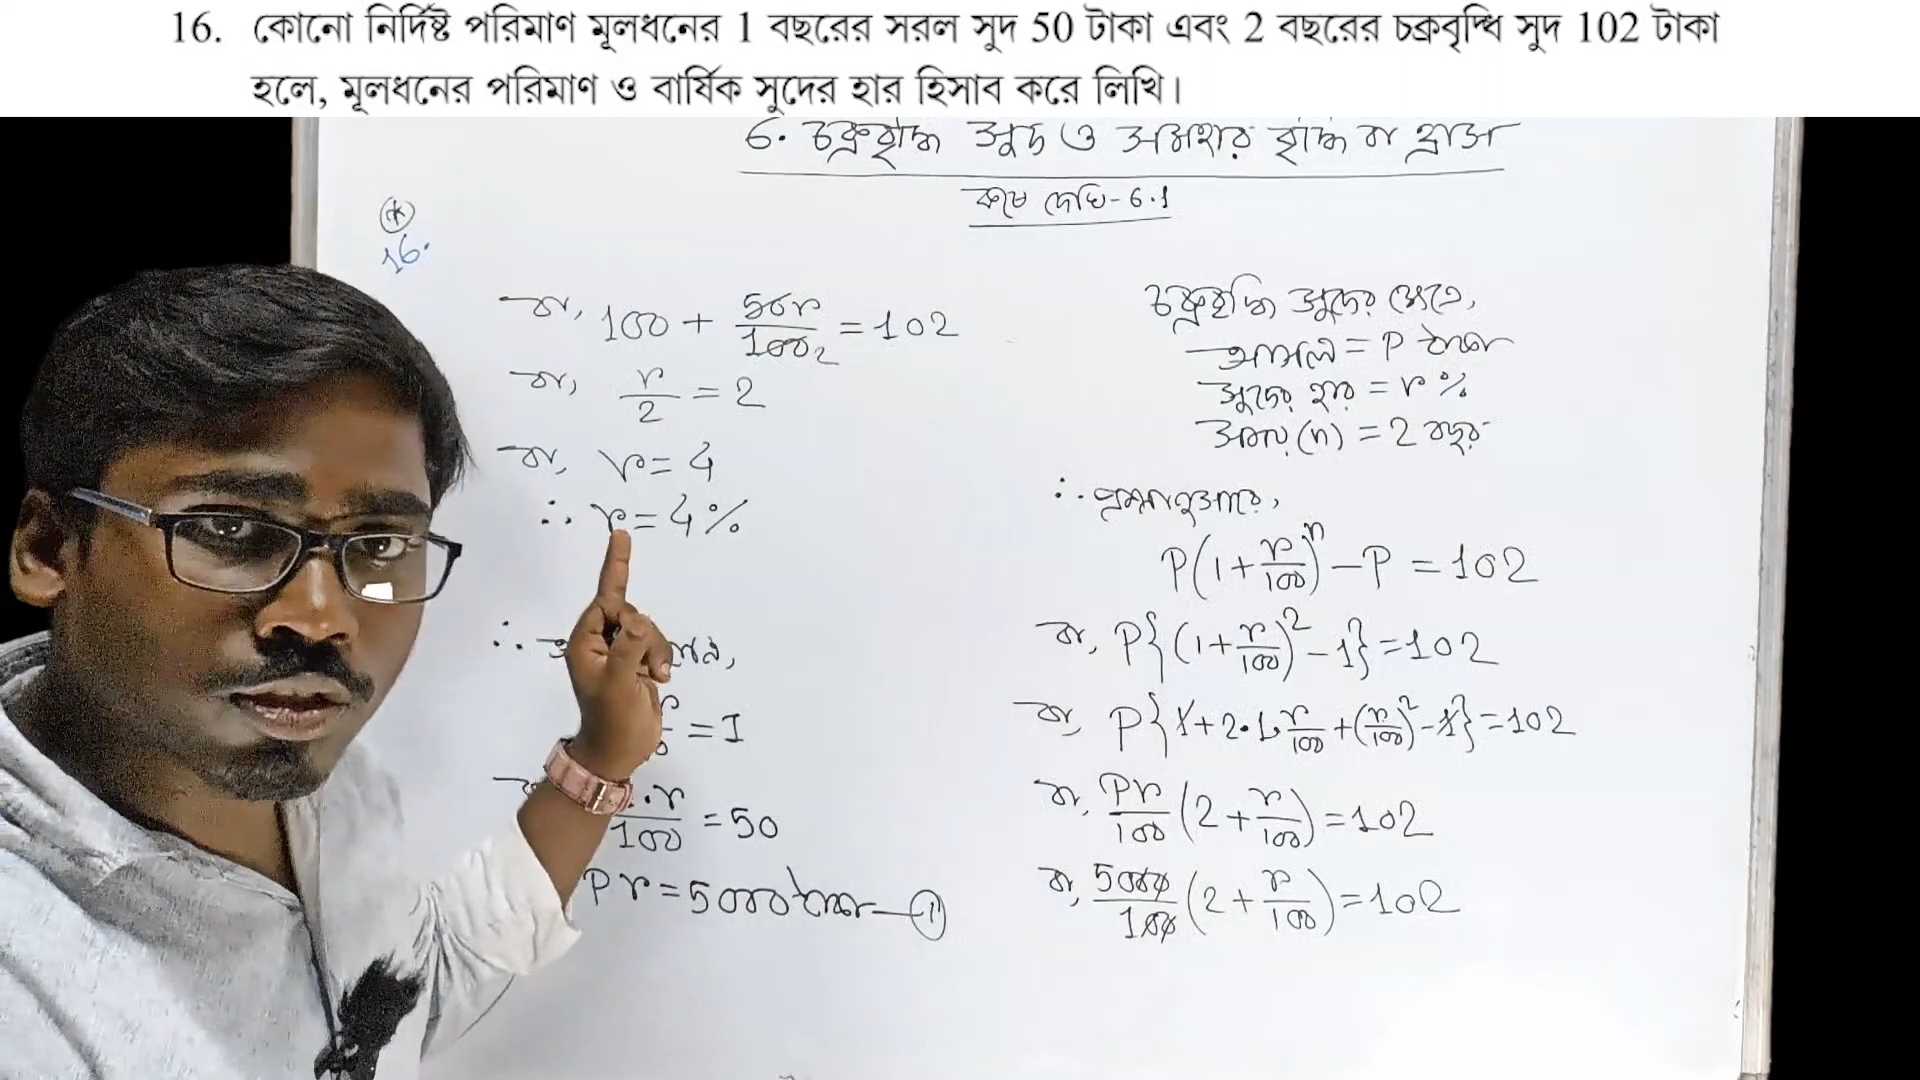 16. কোনো নির্দিষ্ট পরিমাণ মূলধনের 1 বছরের সরল সুদ 50 টাকা এবং 2 বছরের চক্রবৃদ্ধি সুদ 102 টাকা
হলে, মূলধনের পরিমাণ ও বার্ষিক সুদের হার হিসাব করে লিখি।
6. চক্রবৃদ্ধি সুদ ও সমহার বৃদ্ধি বা হ্রাস
কষে দেখি-6.1
16.
বা, 100 + 50r/100 2 = 102
বা, r/2 = 2
বা, r = 4
∴ r = 4%
= I
r/100 = 50
Pr = 5000 টাকা
চক্রবৃদ্ধি সুদের ক্ষেত্রে,
আসল = P টাকা
সুদের হার = r %
সময় (n) = 2 বছর
∴ প্রশ্নানুসারে,
P(1 + r/100)ⁿ - P = 102
বা, P{(1 + r/100)² - 1} = 102
বা, P{1 + 2·1·r/100 + (r/100)² - 1} = 102
বা, Pr/100 (2 + r/100) = 102
বা, 5000/100 (2 + r/100) = 102